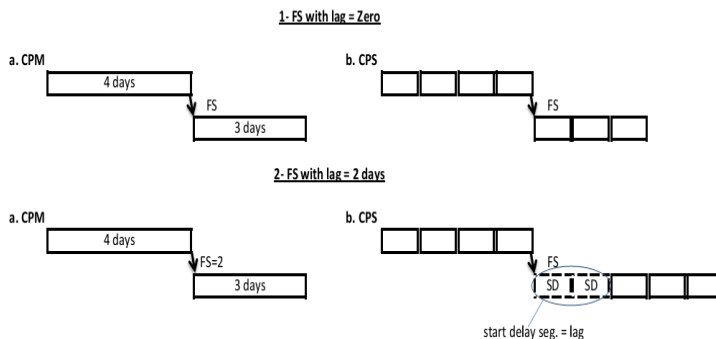 1- FS with lag = Zero
a. CPM
b. CPS
4 days
FS
FS
3 days
2- FS with lag = 2 days
a. CPM
b. CPS
4 days
FS=2
FS
3 days
SD
SD
start delay seg. = lag